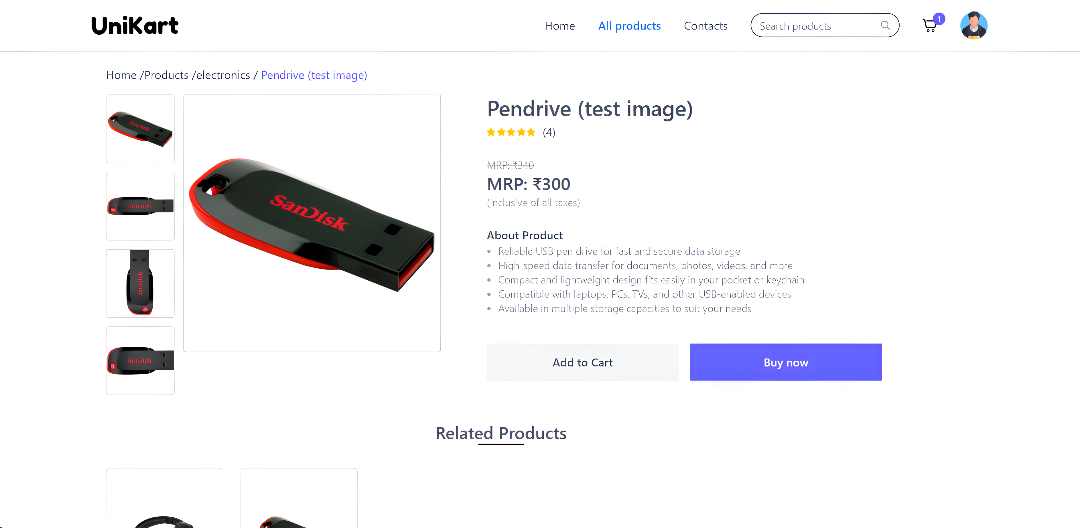 UniKart
Home
All products
Contacts
Search products
1
Home /Products /electronics / Pendrive (test image)
SanDisk
SanDisk
SanDisk
SanDisk
SanDisk
Pendrive (test image)
(4)
MRP: ₹340
MRP: ₹300
(inclusive of all taxes)
About Product
Reliable USB pen drive for fast and secure data storage
High-speed data transfer for documents, photos, videos, and more
Compact and lightweight design fits easily in your pocket or keychain
Compatible with laptops, PCs, TVs, and other USB-enabled devices
Available in multiple storage capacities to suit your needs
Add to Cart
Buy now
Related Products